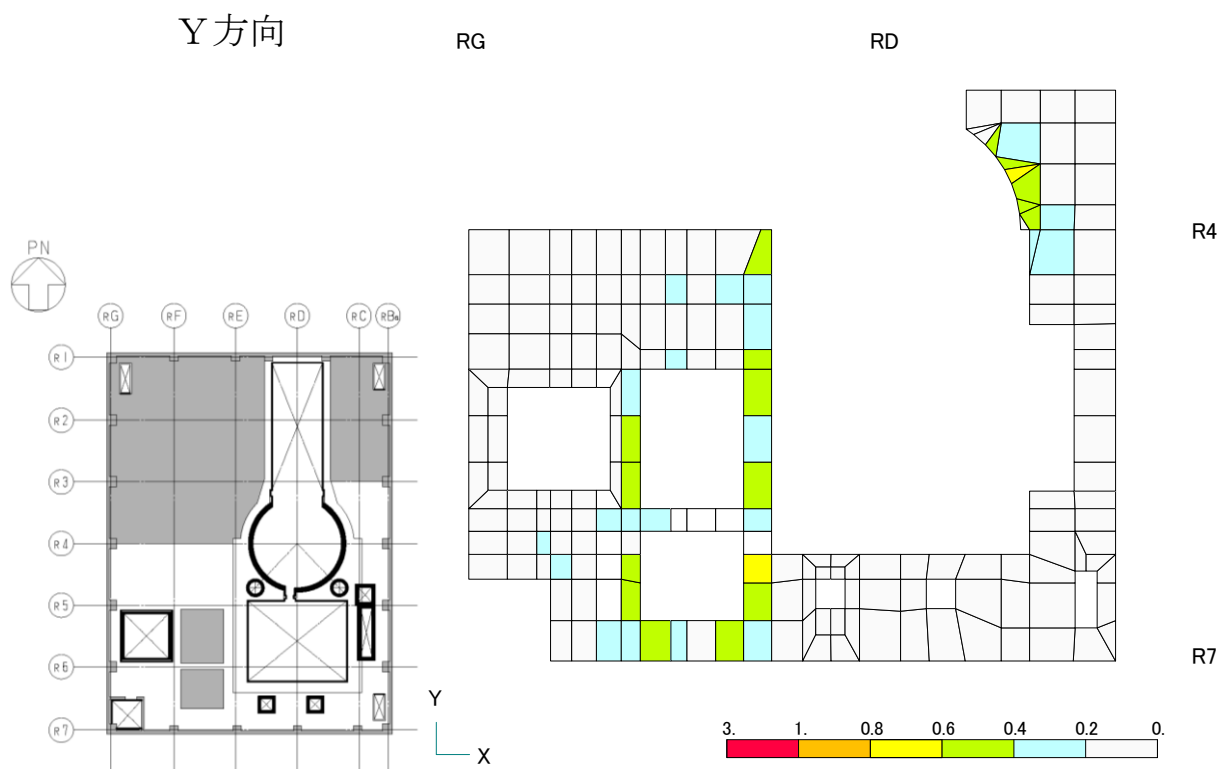 Y方向
RG
RD
R4
R7
PN
RG
RF
RE
RD
RC
RBa
R1
R2
R3
R4
R5
R6
R7
Y
X
3. 1. 0.8 0.6 0.4 0.2 0.